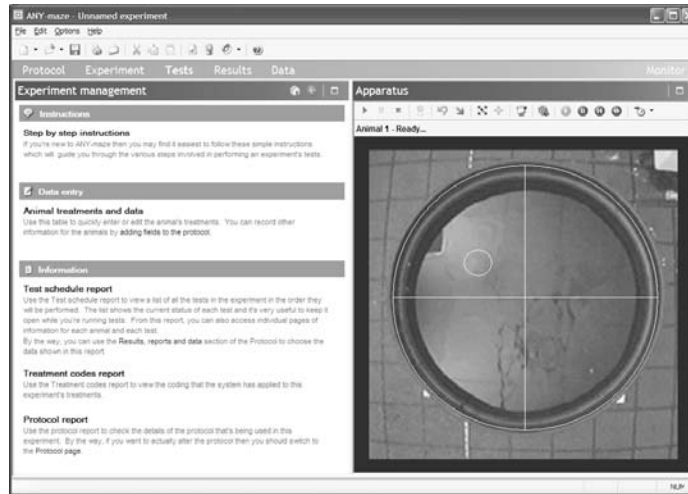 ANY-maze - Unnamed experiment
File Edit Options Help
Protocol Experiment Tests Results Data Monitor
Experiment management
Apparatus
Instructions
Animal 1 - Ready...
Step by step instructions
If you're new to ANY-maze then you may find it easiest to follow these simple instructions
which will guide you through the various steps involved in performing an experiment's tests.
Data entry
Animal treatments and data
Use this table to quickly enter or edit the animal's treatments. You can record other
information for the animals by adding fields to the protocol.
Information
Test schedule report
Use the Test schedule report to view a list of all the tests in the experiment in the order they
will be performed. The list shows the current status of each test and it's very useful to keep it
open while you're running tests. From this report, you can also access individual pages of
information for each animal and each test.
By the way, you can use the Results, reports and data section of the Protocol to choose the
data shown in this report.
Treatment codes report
Use the Treatment codes report to view the coding that the system has applied to this
experiment's treatments.
Protocol report
Use the protocol report to check the details of the protocol that's being used in this
experiment. By the way, if you want to actually alter the protocol then you should switch to
the Protocol page.
NUM